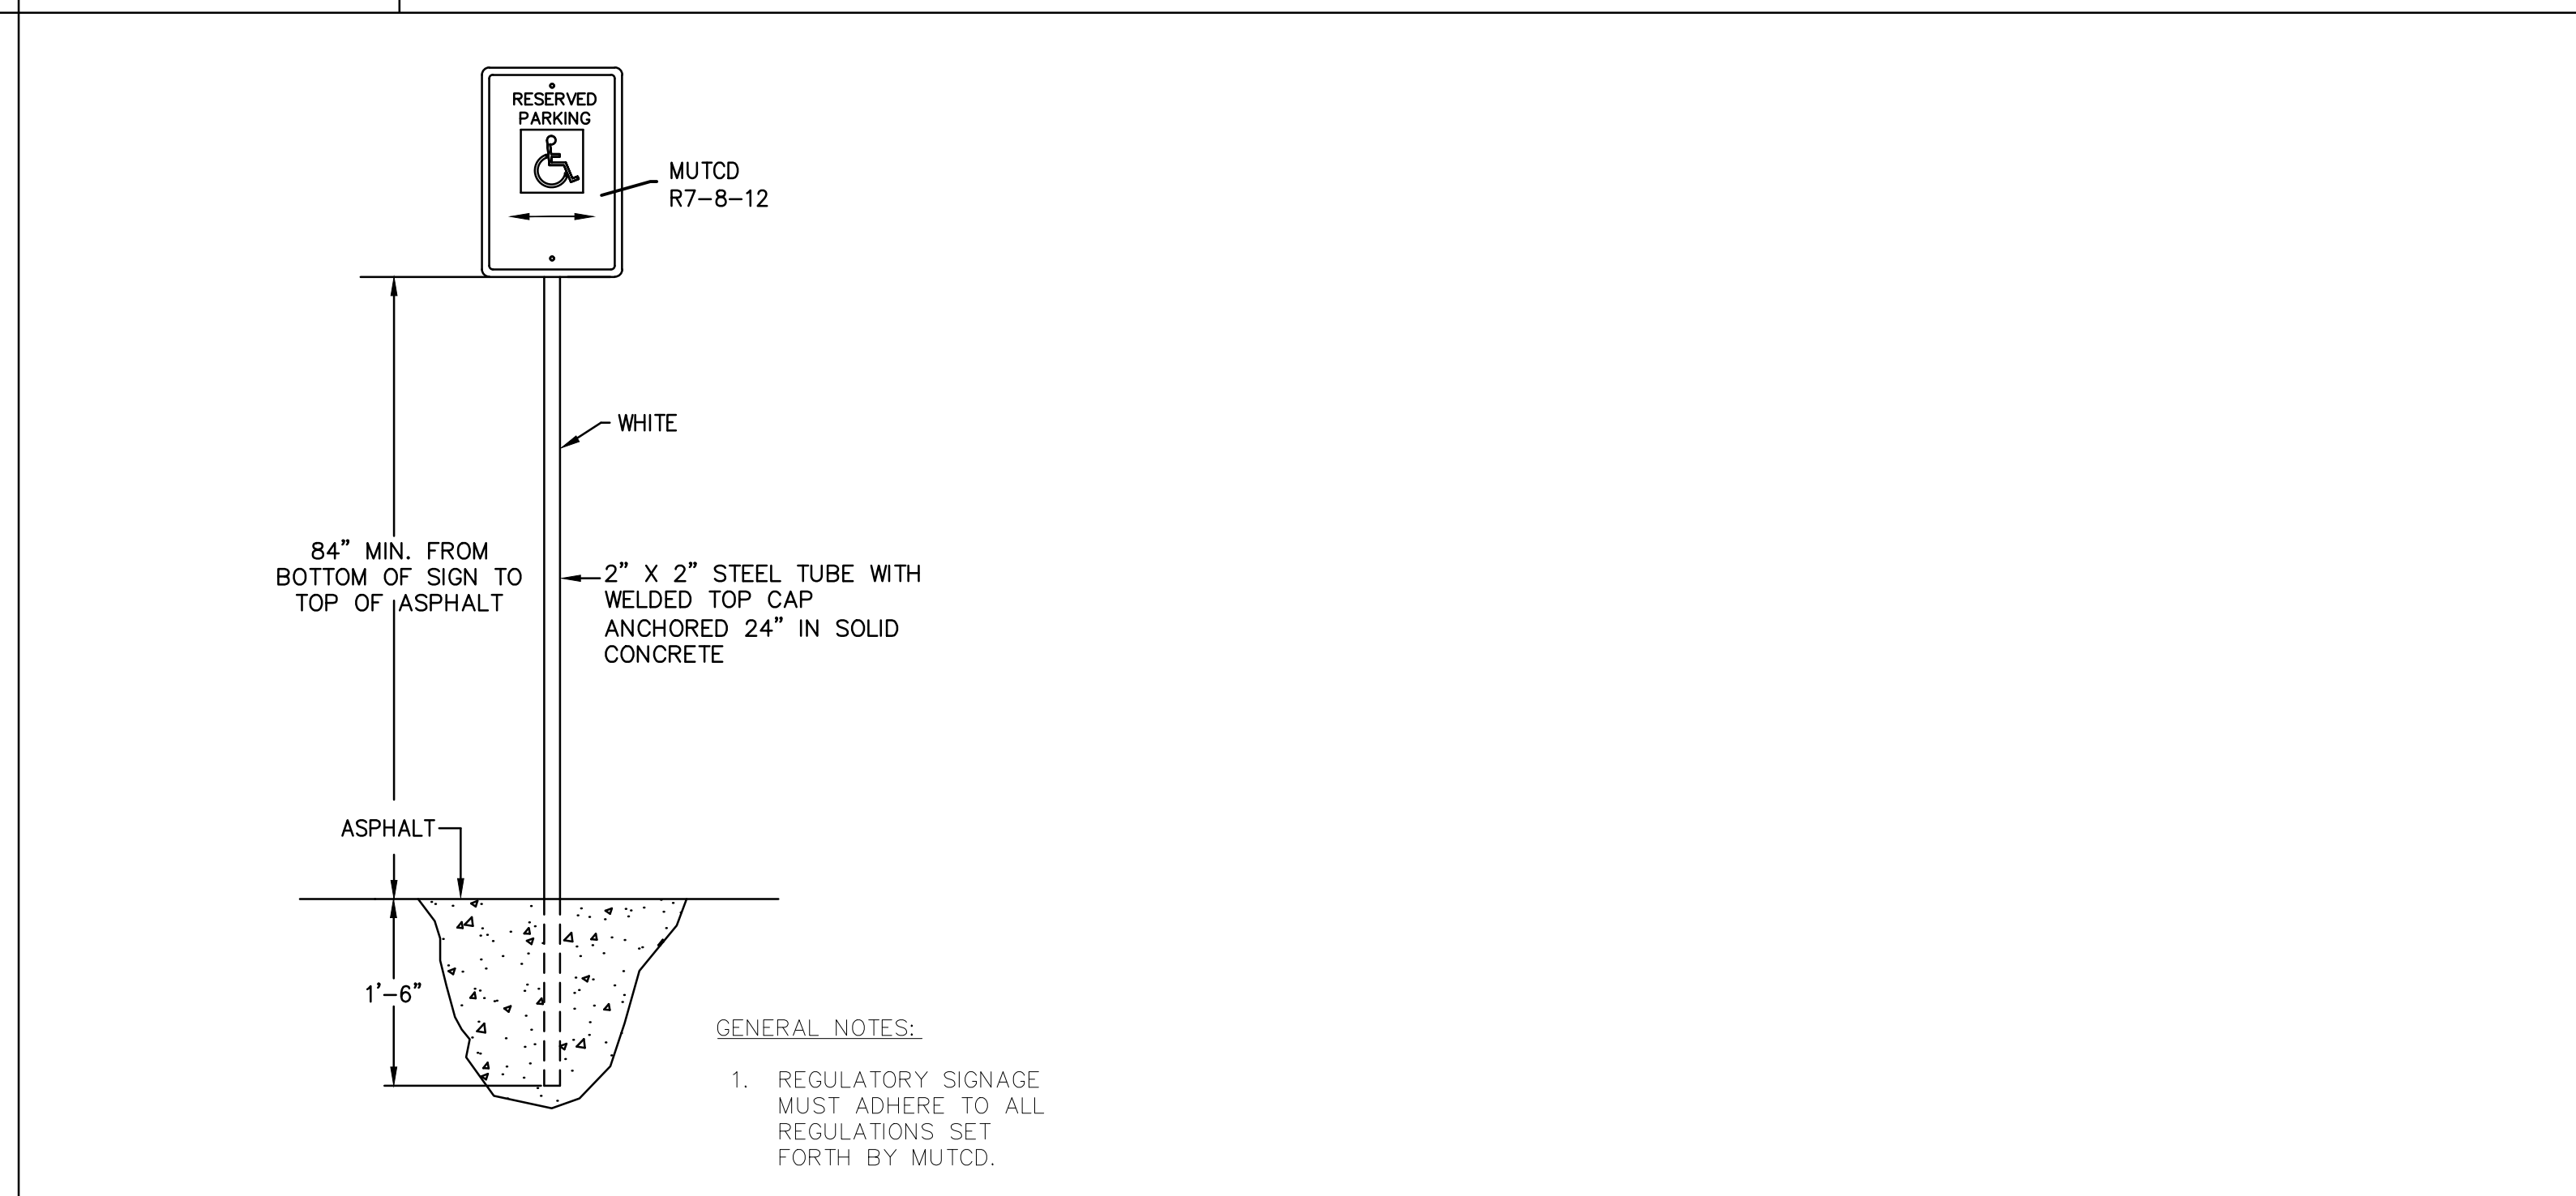 RESERVED
PARKING
MUTCD
R7-8-12
WHITE
84" MIN. FROM
BOTTOM OF SIGN TO
TOP OF ASPHALT
2" X 2" STEEL TUBE WITH
WELDED TOP CAP
ANCHORED 24" IN SOLID
CONCRETE
ASPHALT
1'-6"
GENERAL NOTES:
1. REGULATORY SIGNAGE
MUST ADHERE TO ALL
REGULATIONS SET
FORTH BY MUTCD.